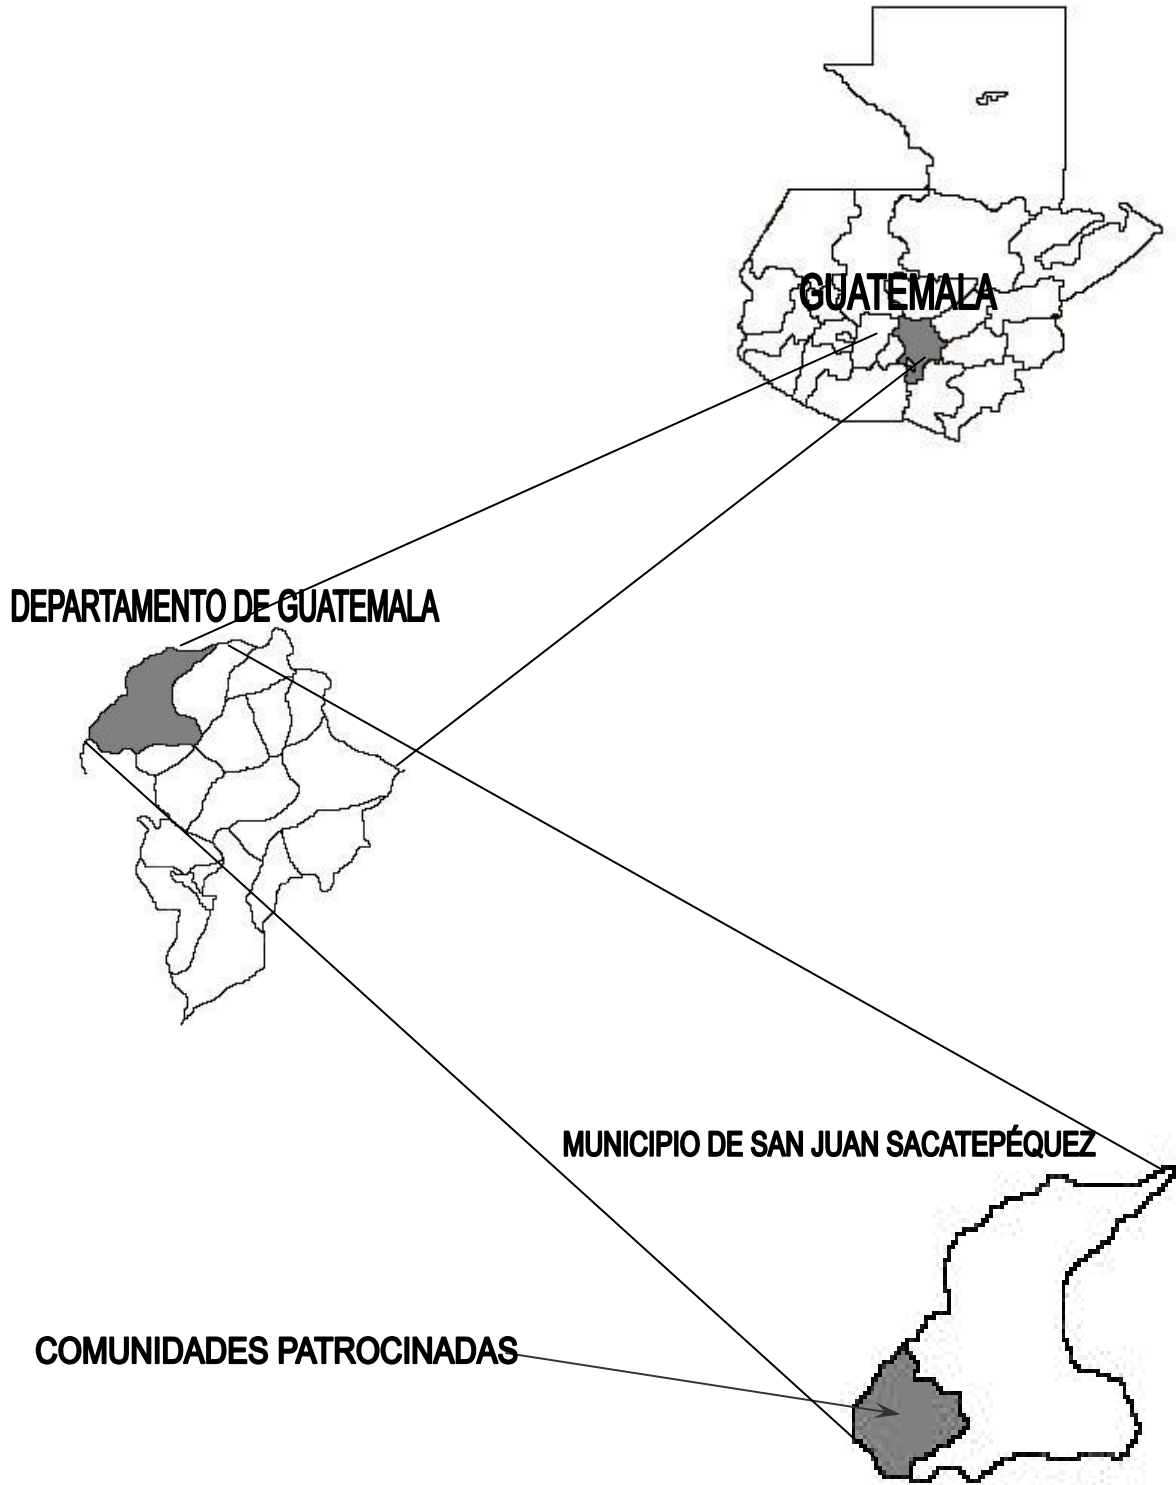 GUATEMALA
DEPARTAMENTO DE GUATEMALA
MUNICIPIO DE SAN JUAN SACATEPÉQUEZ
COMUNIDADES PATROCINADAS